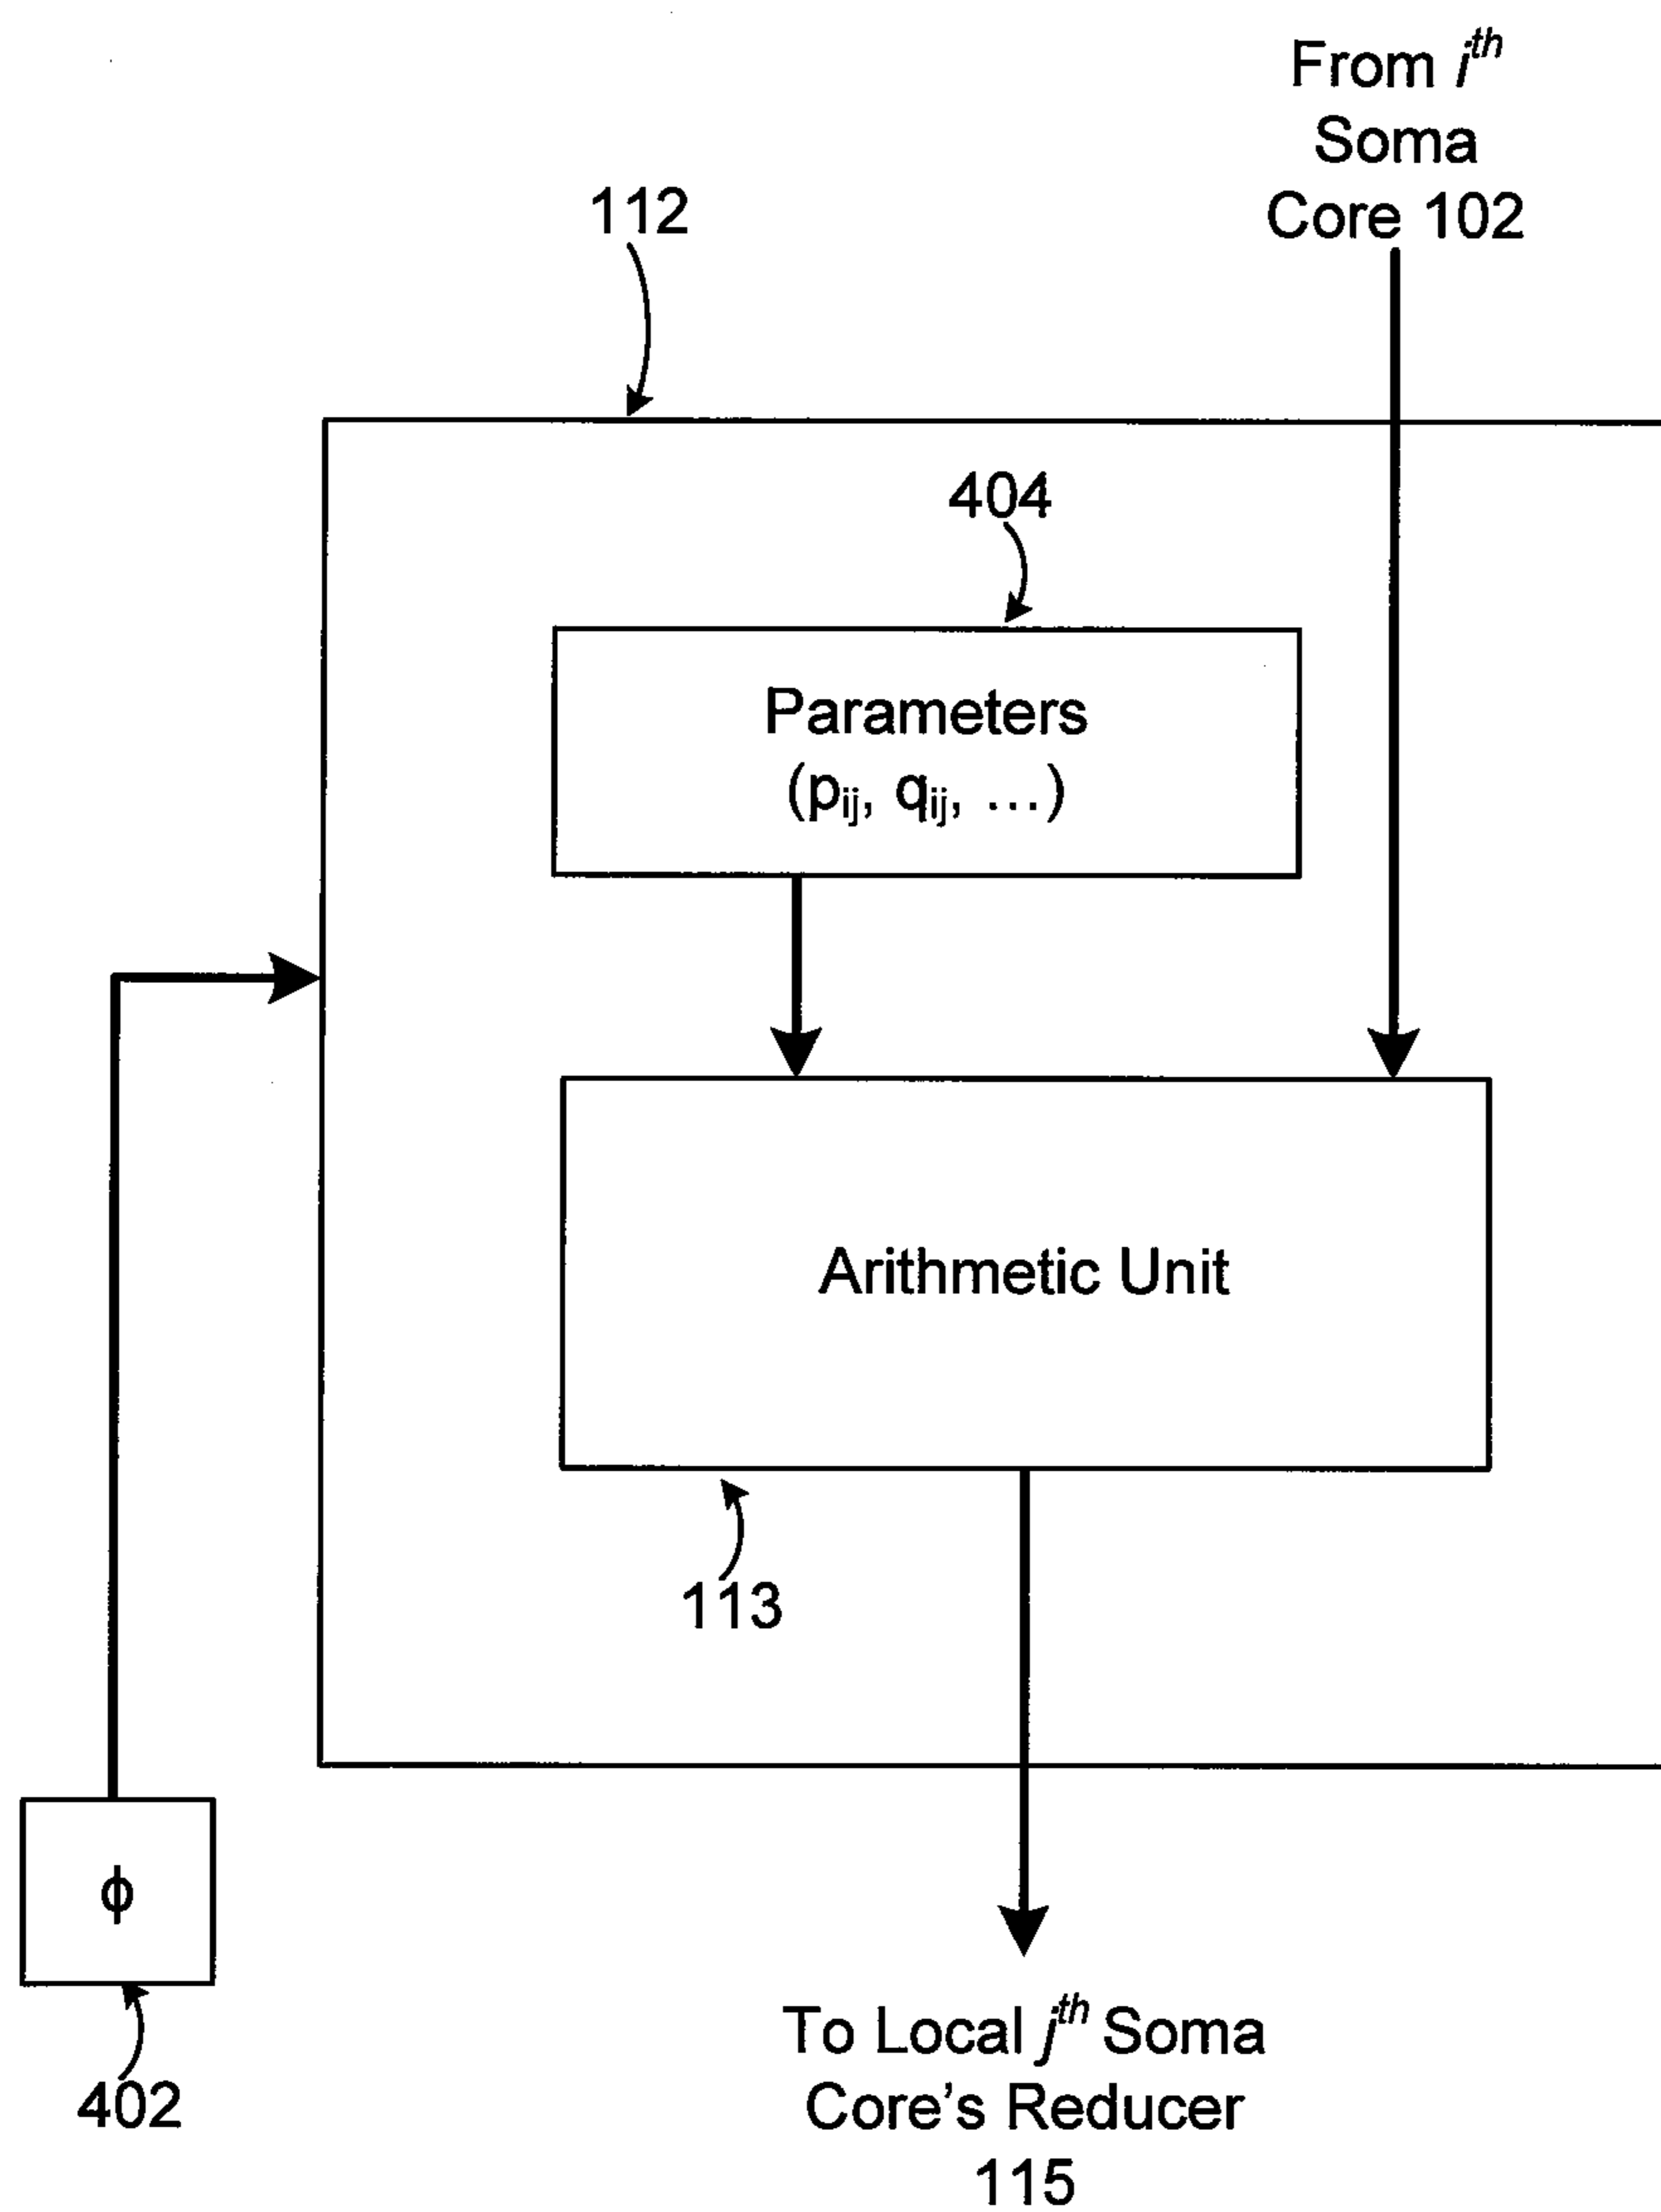 From i^th
Soma
Core 102
112
404
Parameters
(p_ij, q_ij, …)
Arithmetic Unit
113
ϕ
402
To Local j^th Soma
Core's Reducer
115